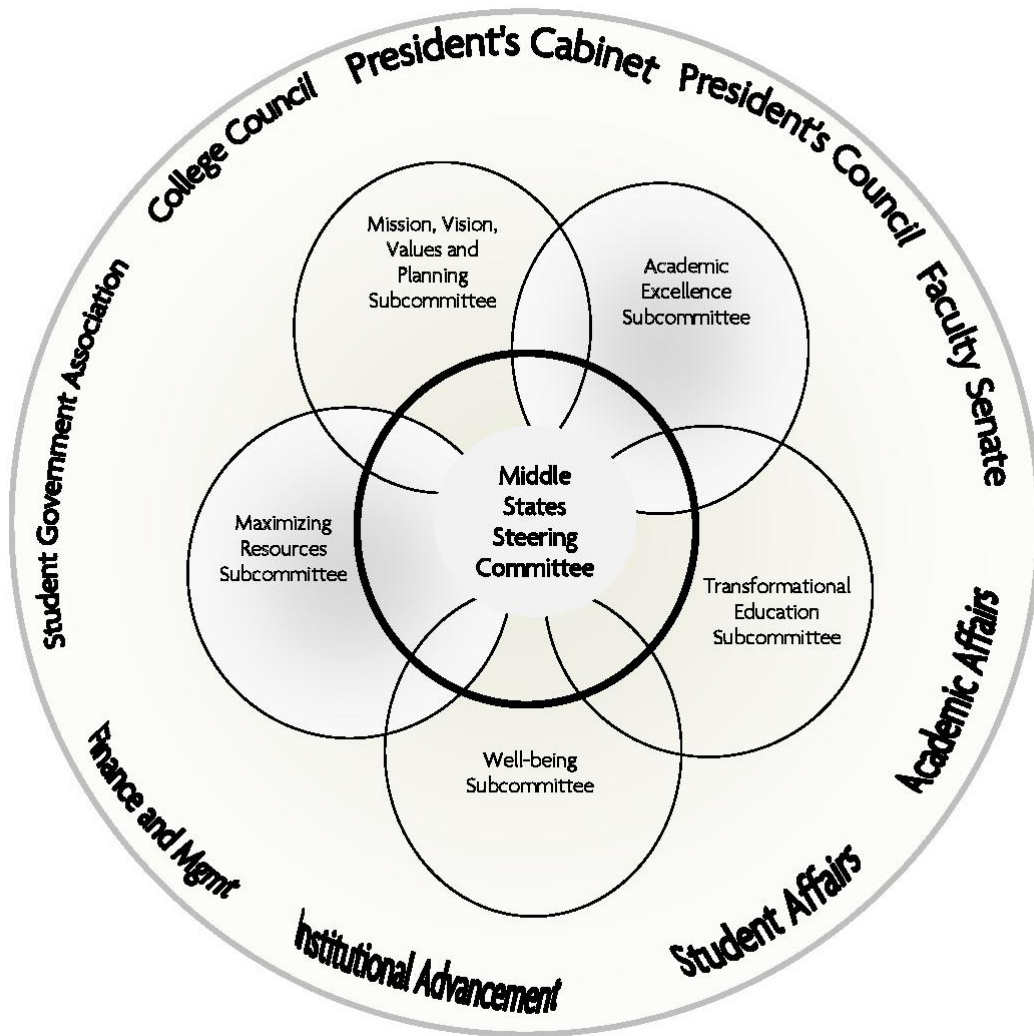 President's Cabinet
President's Council
College Council
Faculty Senate
Student Government Association
Mission, Vision,
Values and
Planning
Subcommittee
Academic
Excellence
Subcommittee
Middle
States
Steering
Committee
Maximizing
Resources
Subcommittee
Transformational
Education
Subcommittee
Well-being
Subcommittee
Academic Affairs
Finance and Mgmt
Student Affairs
Institutional Advancement